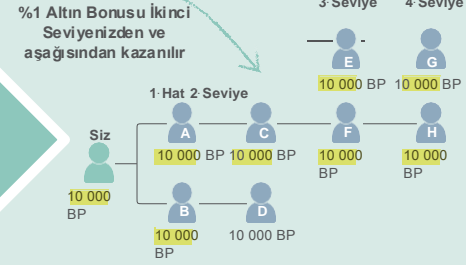 3. Seviye 4. Seviye
%1 Altın Bonusu İkinci
Seviyenizden ve
aşağısından kazanılır
E G
10 000 BP 10 000 BP
1. Hat 2. Seviye
Siz
A C F H
10 000 BP 10 000 BP 10 000
BP 10 000
BP
10 000
BP
B D
10 000
BP 10 000 BP